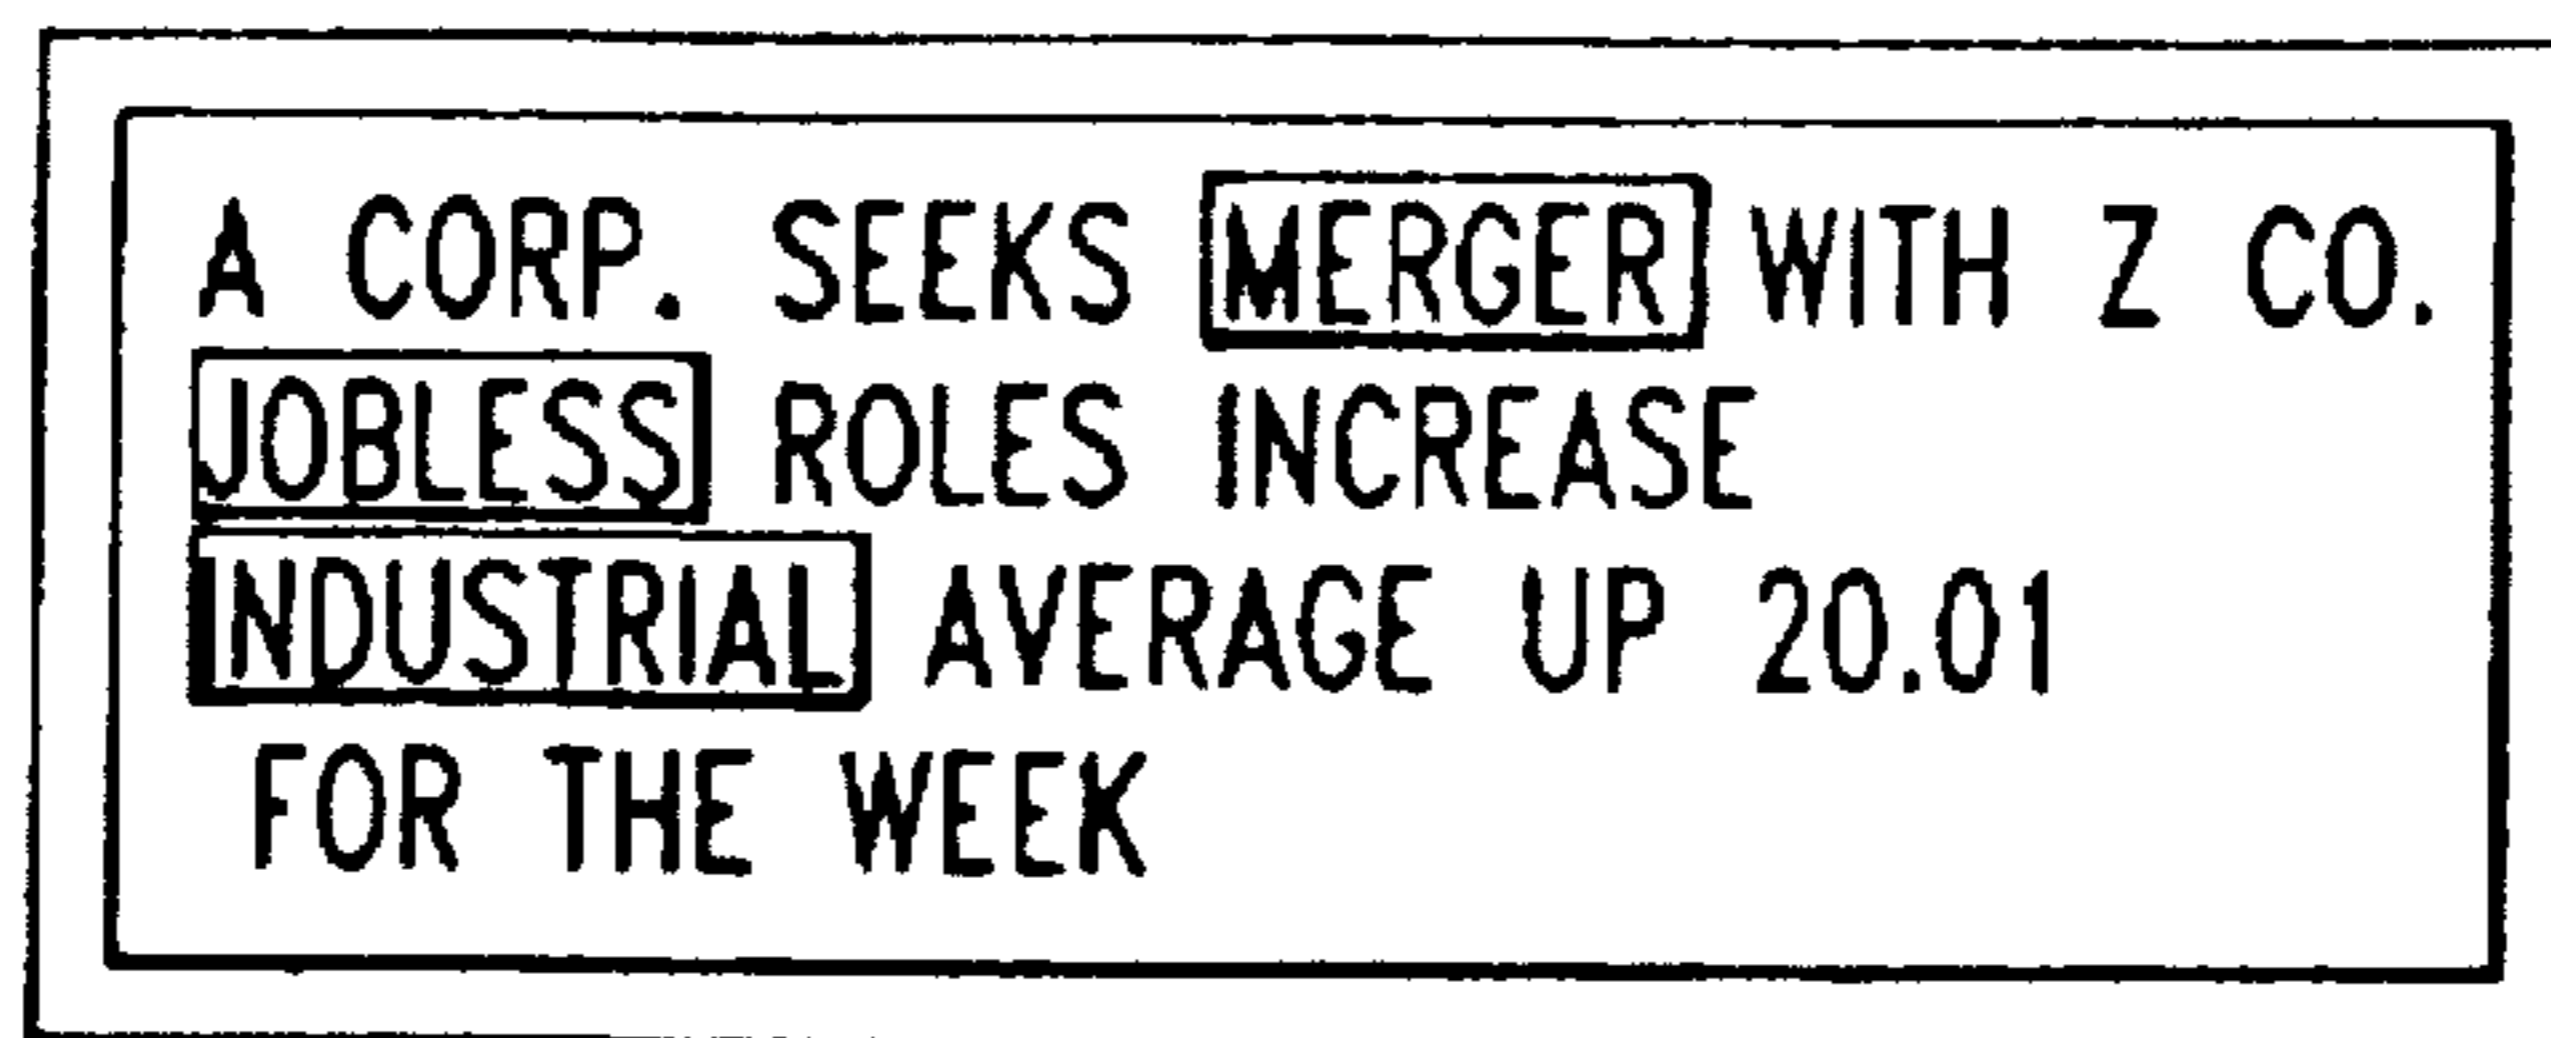 A CORP. SEEKS MERGER WITH Z CO.
JOBLESS ROLES INCREASE
INDUSTRIAL AVERAGE UP 20.01
FOR THE WEEK